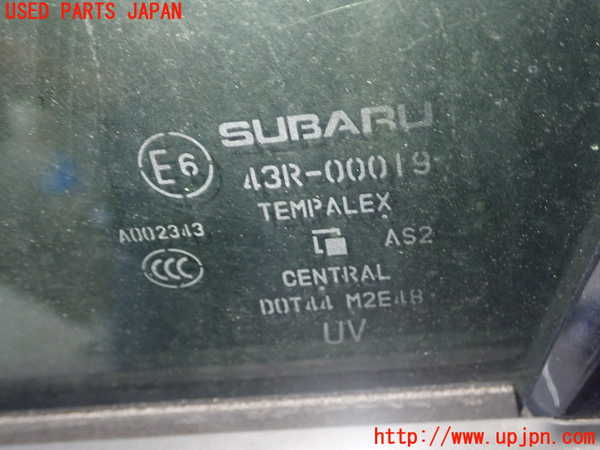 USED PARTS JAPAN
SUBARU
E6 43R-00019
TEMPALEX
A002343
AS2
CCC
CENTRAL
DOT44 M2E48
UV
http://www.upjpn.com/